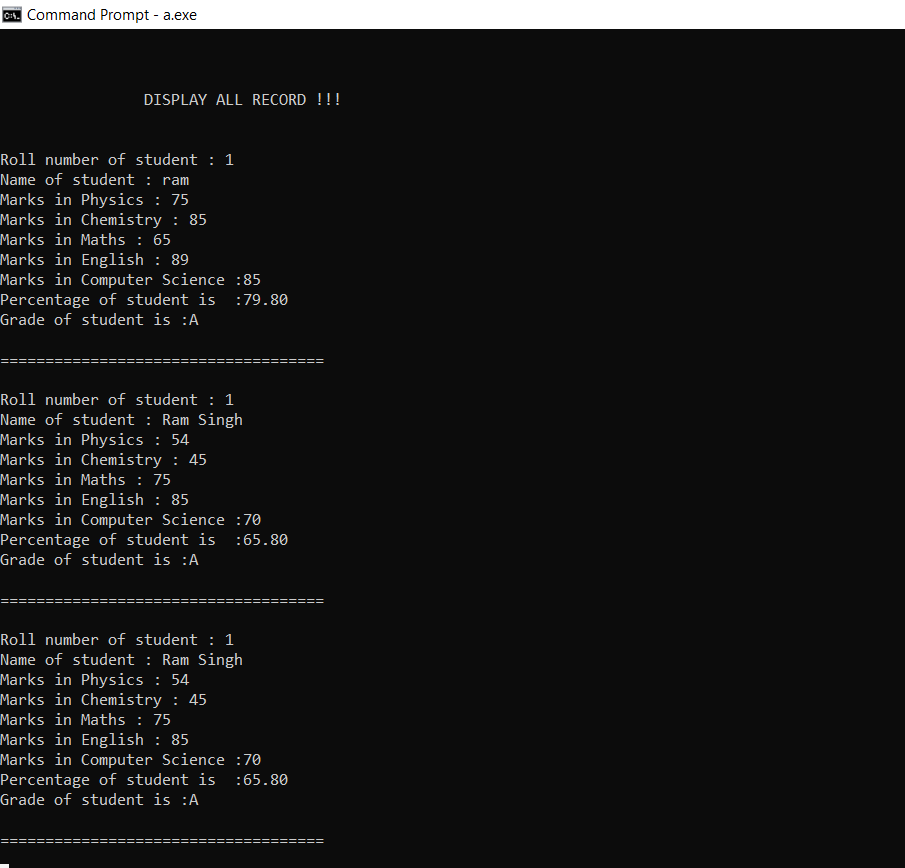 Command Prompt - a.exe
DISPLAY ALL RECORD !!!
Roll number of student : 1
Name of student : ram
Marks in Physics : 75
Marks in Chemistry : 85
Marks in Maths : 65
Marks in English : 89
Marks in Computer Science :85
Percentage of student is  :79.80
Grade of student is :A
====================================
Roll number of student : 1
Name of student : Ram Singh
Marks in Physics : 54
Marks in Chemistry : 45
Marks in Maths : 75
Marks in English : 85
Marks in Computer Science :70
Percentage of student is  :65.80
Grade of student is :A
====================================
Roll number of student : 1
Name of student : Ram Singh
Marks in Physics : 54
Marks in Chemistry : 45
Marks in Maths : 75
Marks in English : 85
Marks in Computer Science :70
Percentage of student is  :65.80
Grade of student is :A
====================================